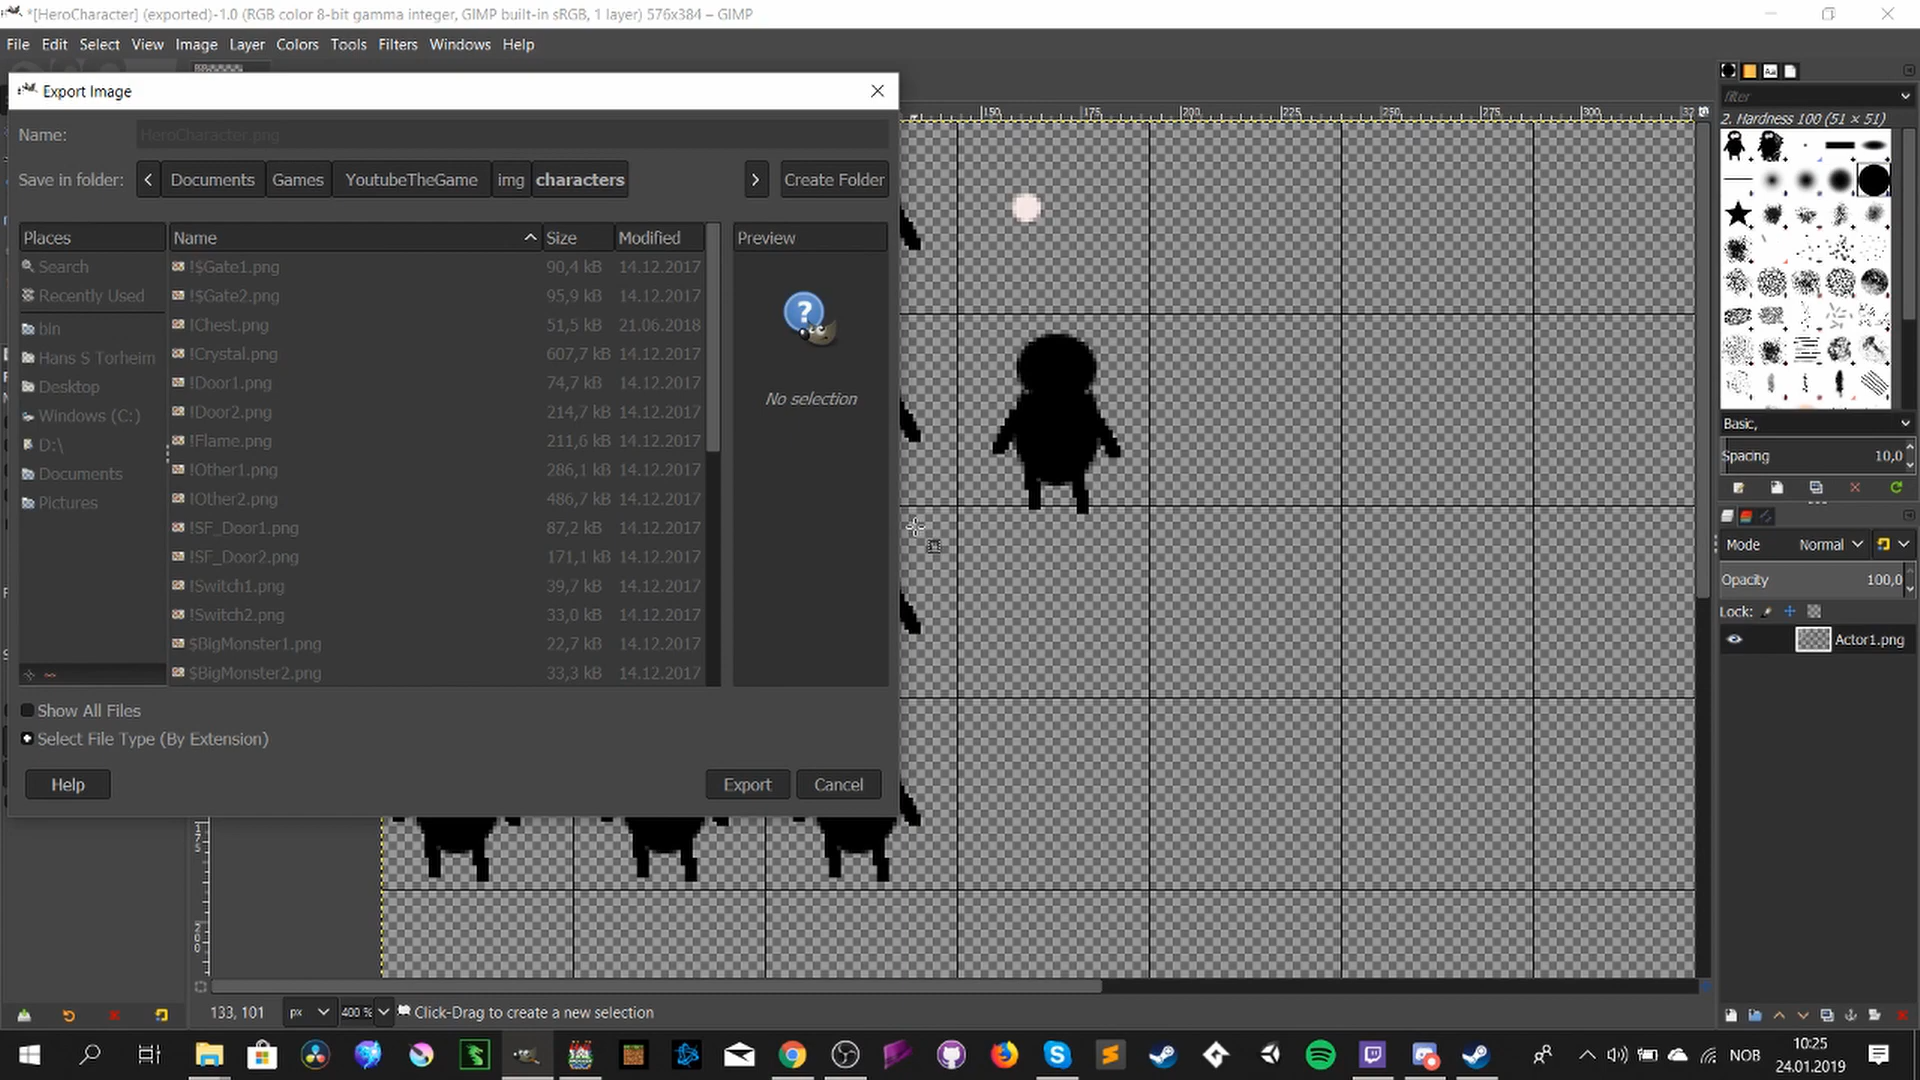 *[HeroCharacter] (exported)-1.0 (RGB color 8-bit gamma integer, GIMP built-in sRGB, 1 layer) 576x384 – GIMP
File Edit Select View Image Layer Colors Tools Filters Windows Help
Export Image
Name: HeroCharacter.png
Save in folder: Documents Games YoutubeTheGame img characters Create Folder
Places Name Size Modified Preview
Search !$Gate1.png 90,4 kB 14.12.2017
Recently Used !$Gate2.png 95,9 kB 14.12.2017
bin !Chest.png 51,5 kB 21.06.2018
Hans S Torheim !Crystal.png 607,7 kB 14.12.2017
Desktop !Door1.png 74,7 kB 14.12.2017
Windows (C:) !Door2.png 214,7 kB 14.12.2017
D:\ !Flame.png 211,6 kB 14.12.2017
Documents !Other1.png 286,1 kB 14.12.2017
Pictures !Other2.png 486,7 kB 14.12.2017
!SF_Door1.png 87,2 kB 14.12.2017
!SF_Door2.png 171,1 kB 14.12.2017
!Switch1.png 39,7 kB 14.12.2017
!Switch2.png 33,0 kB 14.12.2017
$BigMonster1.png 22,7 kB 14.12.2017
$BigMonster2.png 33,3 kB 14.12.2017
No selection
Show All Files
Select File Type (By Extension)
Help Export Cancel
150 175 200 225 250 275 300
175
200
filter
2. Hardness 100 (51 × 51)
Basic,
Spacing 10,0
Mode Normal
Opacity 100,0
Lock:
Actor1.png
133, 101 px 400 % Click-Drag to create a new selection
NOB
10:25
24.01.2019